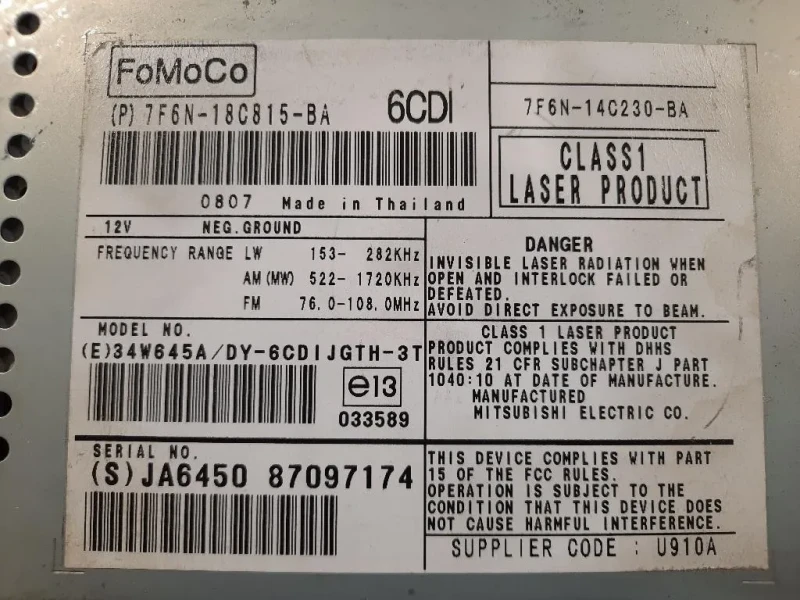 FoMoCo
(P) 7F6N-18C815-BA 6CDI
0807 Made in Thailand
7F6N-14C230-BA
CLASS1
LASER PRODUCT
12V NEG.GROUND
FREQUENCY RANGE LW 153- 282KHz
AM(MW) 522- 1720KHz
FM 76.0-108.0MHz
DANGER
INVISIBLE LASER RADIATION WHEN
OPEN AND INTERLOCK FAILED OR
DEFEATED.
AVOID DIRECT EXPOSURE TO BEAM.
MODEL NO.
(E)34W645A/DY-6CDIJGTH-3T
e13
033589
CLASS 1 LASER PRODUCT
PRODUCT COMPLIES WITH DHHS
RULES 21 CFR SUBCHAPTER J PART
1040:10 AT DATE OF MANUFACTURE.
MANUFACTURED
MITSUBISHI ELECTRIC CO.
SERIAL NO.
(S)JA6450 87097174
THIS DEVICE COMPLIES WITH PART
15 OF THE FCC RULES.
OPERATION IS SUBJECT TO THE
CONDITION THAT THIS DEVICE DOES
NOT CAUSE HARMFUL INTERFERENCE.
SUPPLIER CODE : U910A